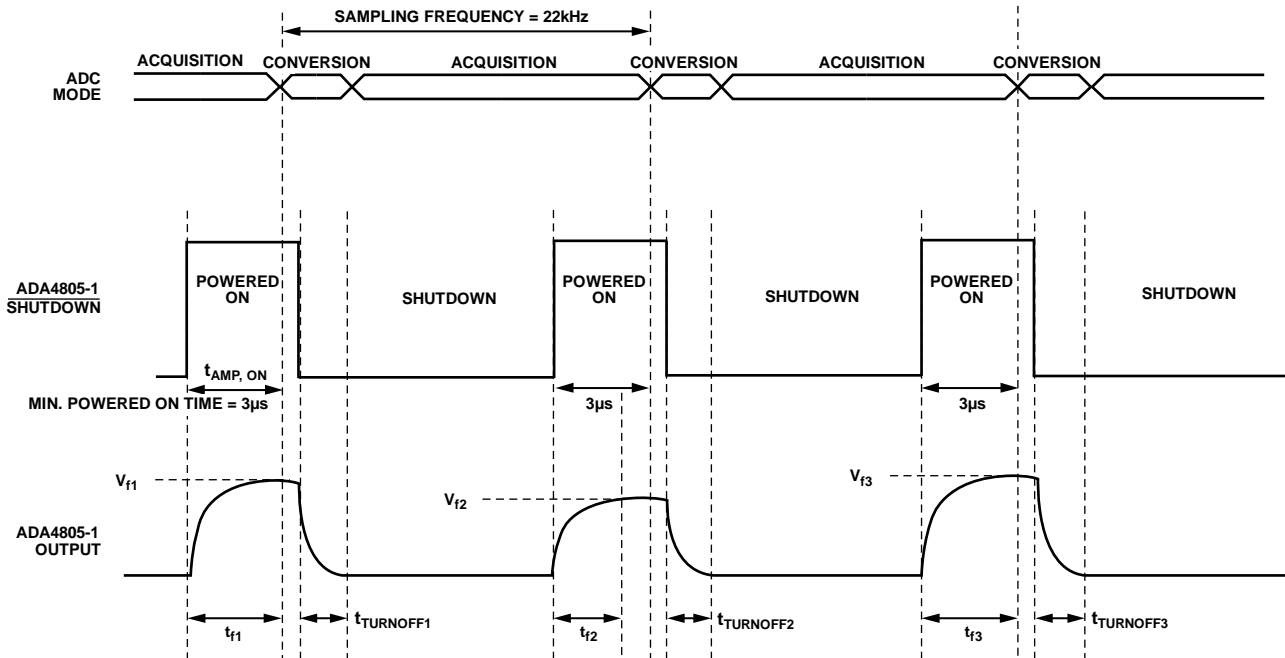 SAMPLING FREQUENCY = 22kHz
ACQUISITION
CONVERSION
ACQUISITION
CONVERSION
ACQUISITION
CONVERSION
ADC
MODE
ADA4805-1
SHUTDOWN
POWERED
ON
SHUTDOWN
POWERED
ON
SHUTDOWN
POWERED
ON
SHUTDOWN
tAMP, ON
MIN. POWERED ON TIME = 3µs
3µs
3µs
Vf1
Vf2
Vf3
ADA4805-1
OUTPUT
tf1
tTURNOFF1
tf2
tTURNOFF2
tf3
tTURNOFF3